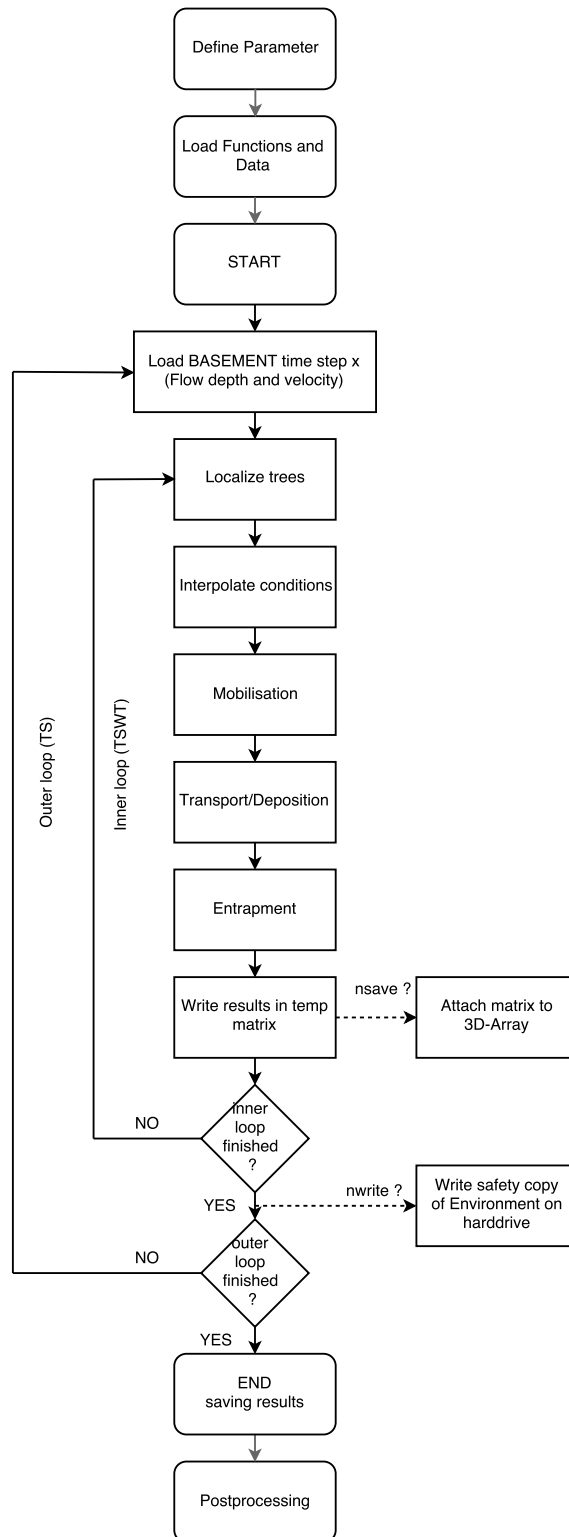 Define Parameter
Load Functions and
Data
START
Load BASEMENT time step x
(Flow depth and velocity)
Localize trees
Interpolate conditions
Mobilisation
Outer loop (TS)
Inner loop (TSWT)
Transport/Deposition
Entrapment
Write results in temp
matrix
nsave ?
Attach matrix to
3D-Array
inner
loop
finished
?
NO
YES
nwrite ?
Write safety copy
of Environment on
harddrive
outer
loop
finished
?
NO
YES
END
saving results
Postprocessing